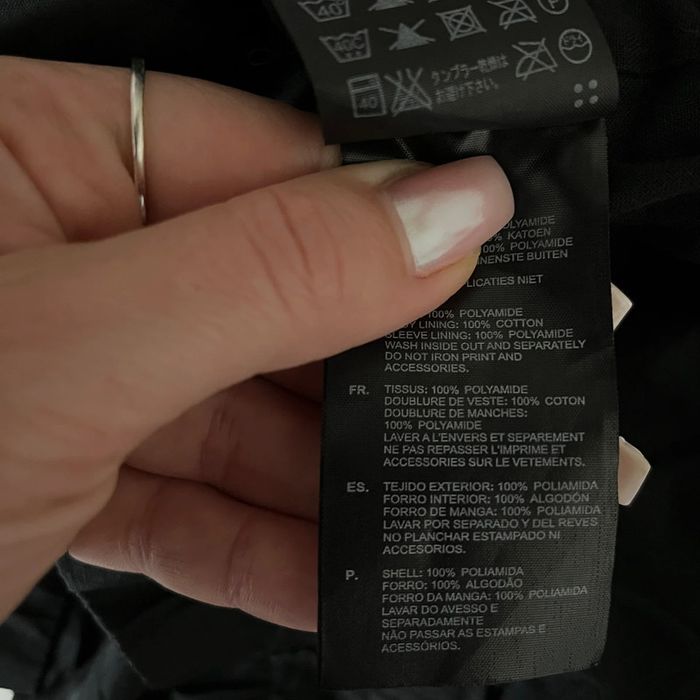 40
40C
40
タンブラー乾燥は
お避け下さい。
POLYAMIDE
% KATOEN
100% POLYAMIDE
BINNENSTE BUITEN
LICATIES NIET
100% POLYAMIDE
LINING: 100% COTTON
SLEEVE LINING: 100% POLYAMIDE
WASH INSIDE OUT AND SEPARATELY
DO NOT IRON PRINT AND
ACCESSORIES.
FR. TISSUS: 100% POLYAMIDE
DOUBLURE DE VESTE: 100% COTON
DOUBLURE DE MANCHES:
100% POLYAMIDE
LAVER A L'ENVERS ET SEPAREMENT
NE PAS REPASSER L'IMPRIME ET
ACCESSORIES SUR LE VETEMENTS.
ES. TEJIDO EXTERIOR: 100% POLIAMIDA
FORRO INTERIOR: 100% ALGODÓN
FORRO DE MANGA: 100% POLIAMIDA
LAVAR POR SEPARADO Y DEL REVES
NO PLANCHAR ESTAMPADO NI
ACCESORIOS.
P. SHELL: 100% POLIAMIDA
FORRO: 100% ALGODÃO
FORRO DA MANGA: 100% POLIAMIDA
LAVAR DO AVESSO E
SEPARADAMENTE
NÃO PASSAR AS ESTAMPAS E
ACESSÓRIOS.